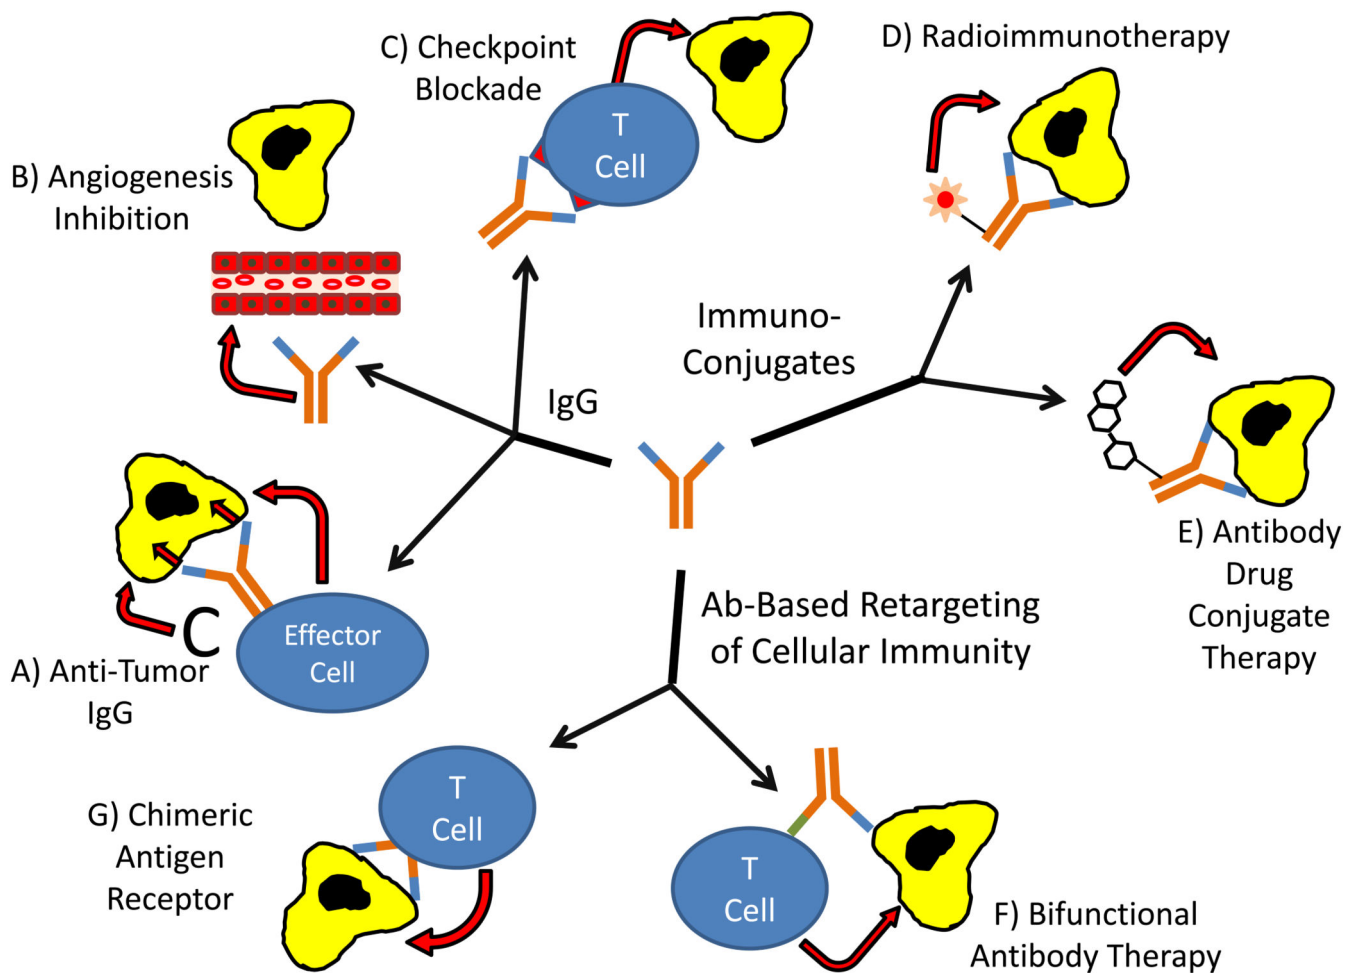 C) Checkpoint
Blockade
T
Cell
D) Radioimmunotherapy
B) Angiogenesis
Inhibition
Immuno-
Conjugates
IgG
E) Antibody
Drug
Conjugate
Therapy
Ab-Based Retargeting
of Cellular Immunity
C
Effector
Cell
A) Anti-Tumor
IgG
G) Chimeric
Antigen
Receptor
T
Cell
T
Cell
F) Bifunctional
Antibody Therapy